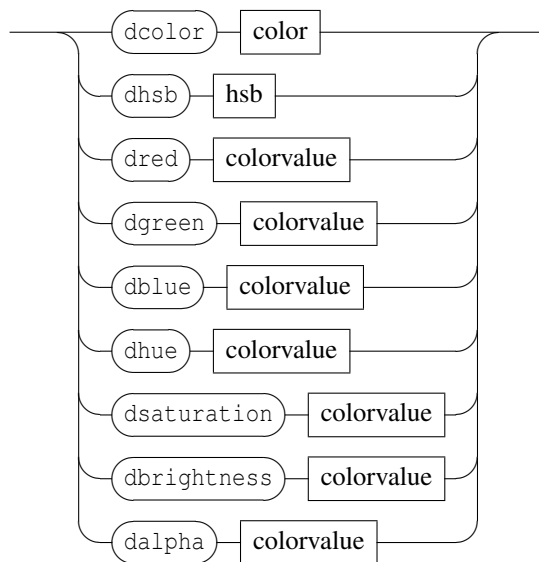 dcolor color
dhsb hsb
dred colorvalue
dgreen colorvalue
dblue colorvalue
dhue colorvalue
dsaturation colorvalue
dbrightness colorvalue
dalpha colorvalue